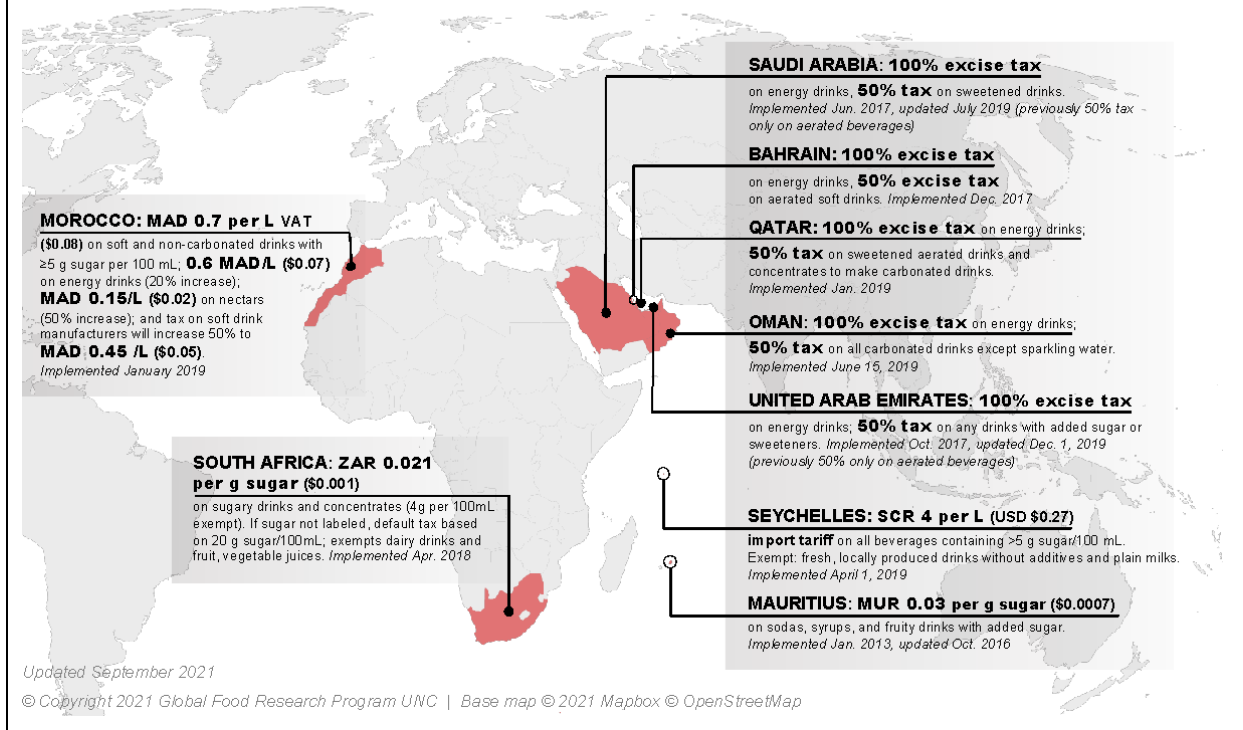 SAUDI ARABIA: 100% excise tax
on energy drinks, 50% tax on sweetened drinks.
Implemented Jun. 2017, updated July 2019 (previously 50% tax
only on aerated beverages)
BAHRAIN: 100% excise tax
on energy drinks, 50% excise tax
on aerated soft drinks. Implemented Dec. 2017
QATAR: 100% excise tax on energy drinks;
50% tax on sweetened aerated drinks and
concentrates to make carbonated drinks.
Implemented Jan. 2019
OMAN: 100% excise tax on energy drinks;
50% tax on all carbonated drinks except sparkling water.
Implemented June 15, 2019
UNITED ARAB EMIRATES: 100% excise tax
on energy drinks; 50% tax on any drinks with added sugar or
sweeteners. Implemented Oct. 2017, updated Dec. 1, 2019
(previously 50% only on aerated beverages)
SEYCHELLES: SCR 4 per L (USD $0.27)
import tariff on all beverages containing >5 g sugar/100 mL.
Exempt: fresh, locally produced drinks without additives and plain milks.
Implemented April 1, 2019
MAURITIUS: MUR 0.03 per g sugar ($0.0007)
on sodas, syrups, and fruity drinks with added sugar.
Implemented Jan. 2013, updated Oct. 2016
MOROCCO: MAD 0.7 per L VAT
($0.08) on soft and non-carbonated drinks with
≥5 g sugar per 100 mL; 0.6 MAD/L ($0.07)
on energy drinks (20% increase);
MAD 0.15/L ($0.02) on nectars
(50% increase); and tax on soft drink
manufacturers will increase 50% to
MAD 0.45 /L ($0.05).
Implemented January 2019
SOUTH AFRICA: ZAR 0.021
per g sugar ($0.001)
on sugary drinks and concentrates (4g per 100mL
exempt). If sugar not labeled, default tax based
on 20 g sugar/100mL; exempts dairy drinks and
fruit, vegetable juices. Implemented Apr. 2018
Updated September 2021
© Copyright 2021 Global Food Research Program UNC | Base map © 2021 Mapbox © OpenStreetMap